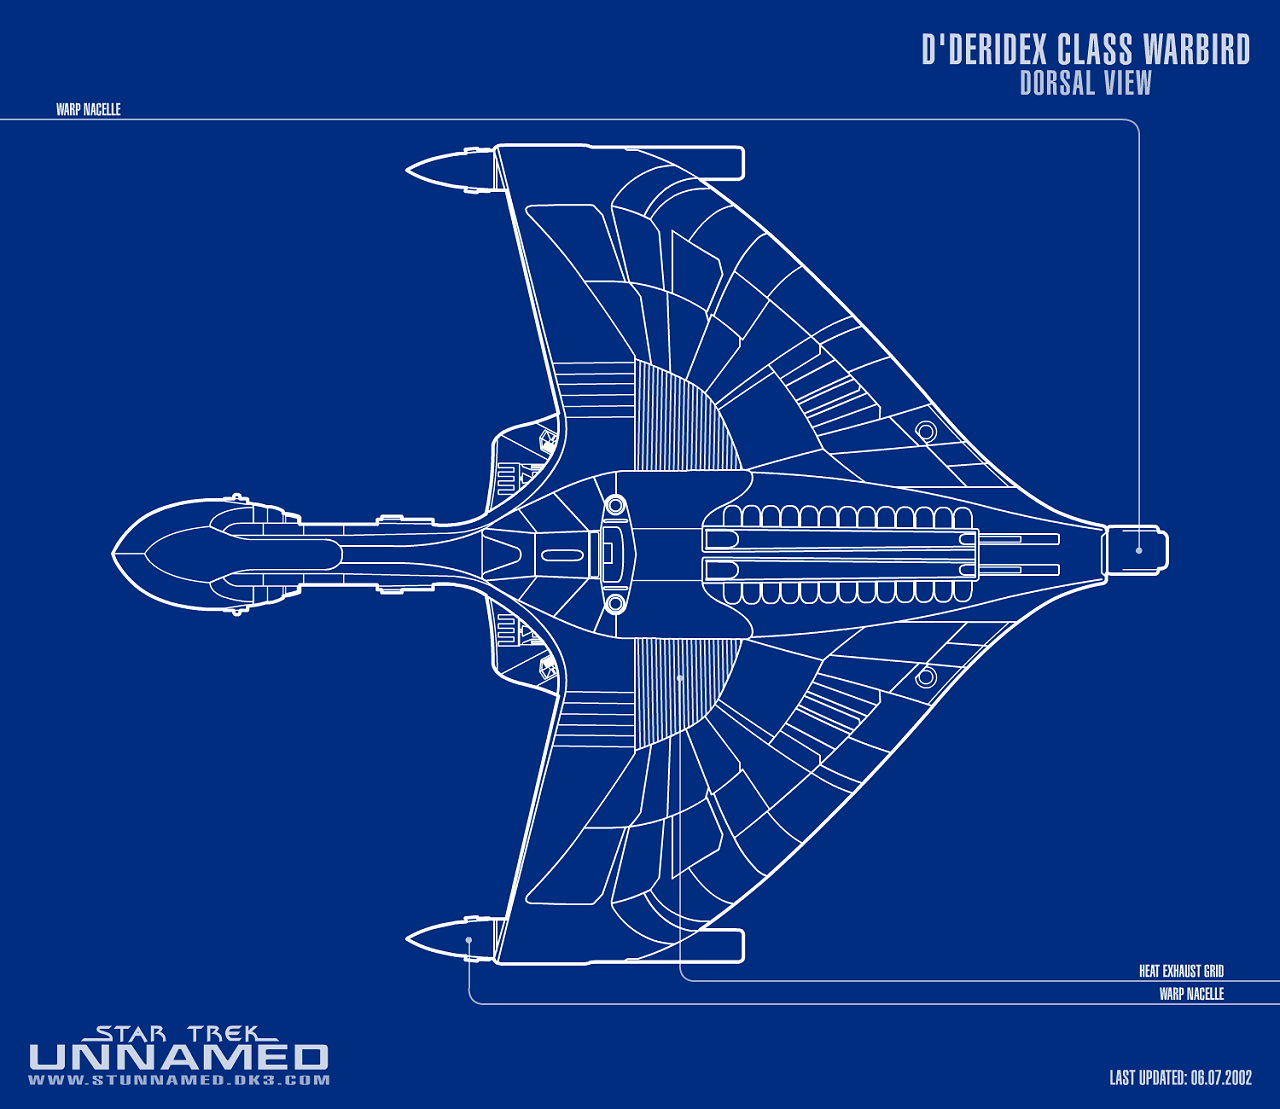 D'DERIDEX CLASS WARBIRD
DORSAL VIEW
WARP NACELLE
HEAT EXHAUST GRID
WARP NACELLE
STAR TREK
UNNAMED
WWW.STUNNAMED.DK3.COM
LAST UPDATED: 06.07.2002